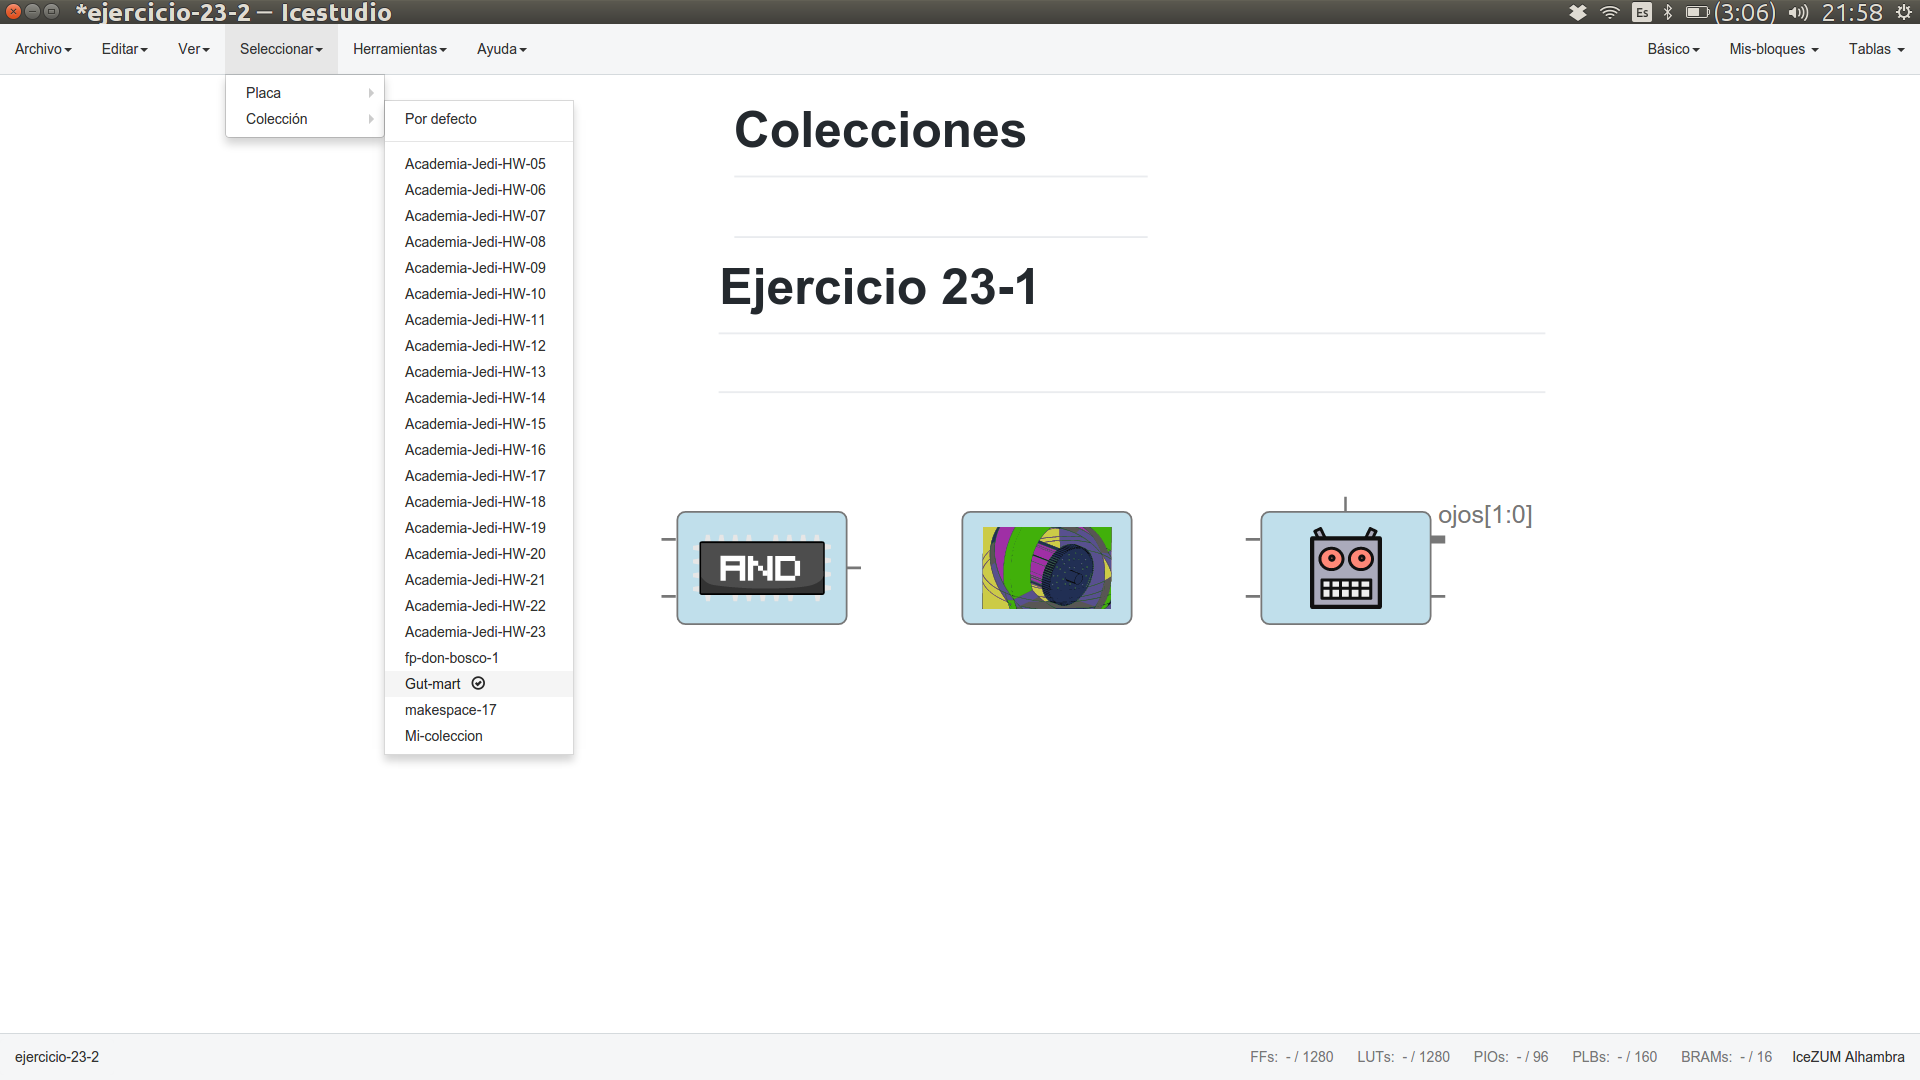 *ejercicio-23-2 — Icestudio
Es
(3:06)
21:58
Archivo
Editar
Ver
Seleccionar
Herramientas
Ayuda
Básico
Mis-bloques
Tablas
Placa
Colección
Por defecto
Academia-Jedi-HW-05
Academia-Jedi-HW-06
Academia-Jedi-HW-07
Academia-Jedi-HW-08
Academia-Jedi-HW-09
Academia-Jedi-HW-10
Academia-Jedi-HW-11
Academia-Jedi-HW-12
Academia-Jedi-HW-13
Academia-Jedi-HW-14
Academia-Jedi-HW-15
Academia-Jedi-HW-16
Academia-Jedi-HW-17
Academia-Jedi-HW-18
Academia-Jedi-HW-19
Academia-Jedi-HW-20
Academia-Jedi-HW-21
Academia-Jedi-HW-22
Academia-Jedi-HW-23
fp-don-bosco-1
Gut-mart
makespace-17
Mi-coleccion
Colecciones
Ejercicio 23-1
AND
ojos[1:0]
ejercicio-23-2
FFs: - / 1280
LUTs: - / 1280
PIOs: - / 96
PLBs: - / 160
BRAMs: - / 16
IceZUM Alhambra